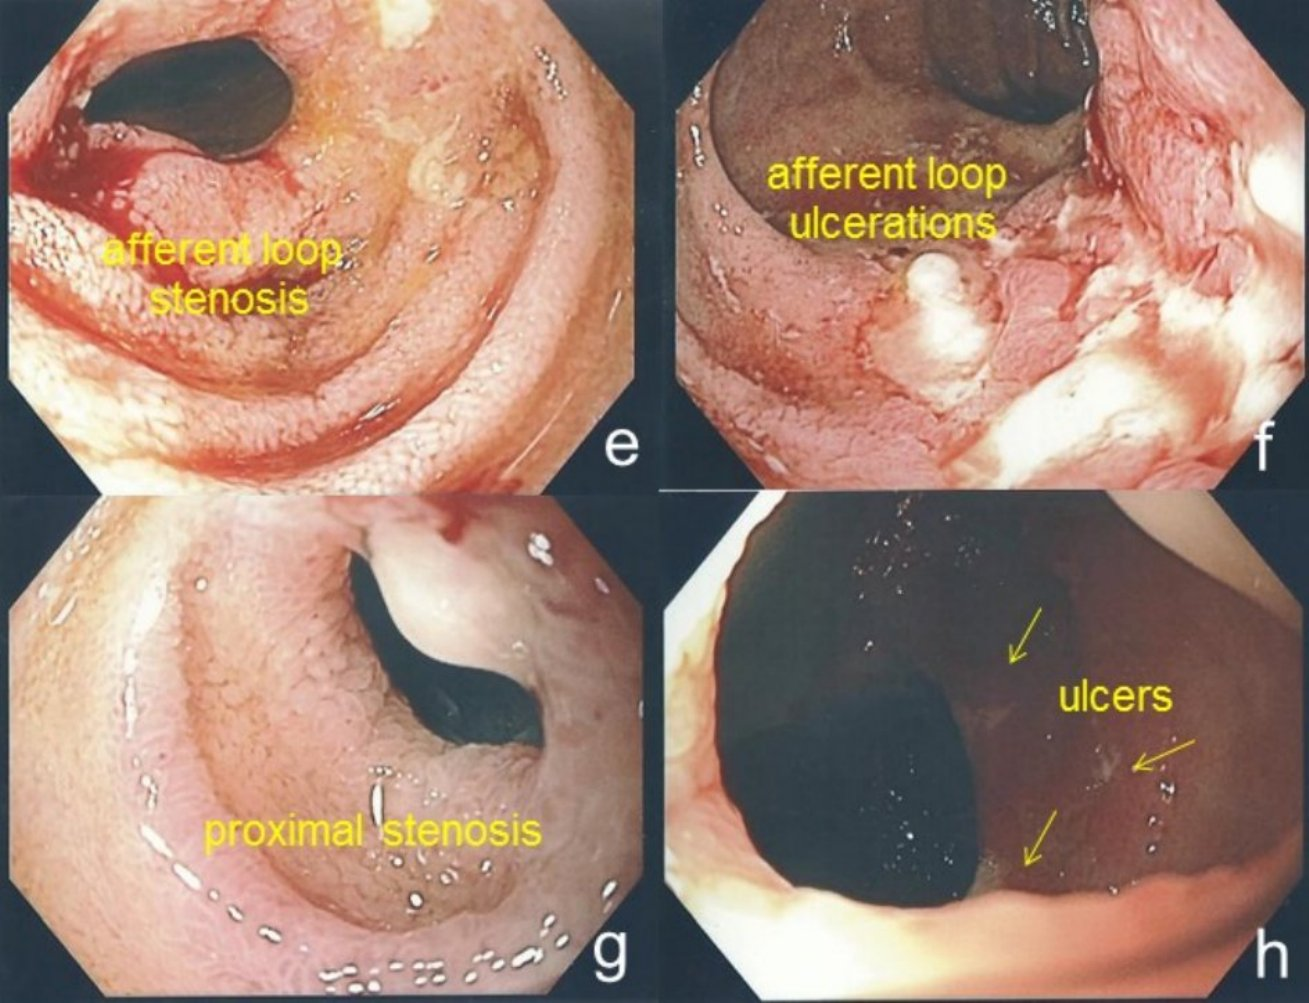 afferent loop
stenosis
e
afferent loop
ulcerations
f
proximal stenosis
g
ulcers
h